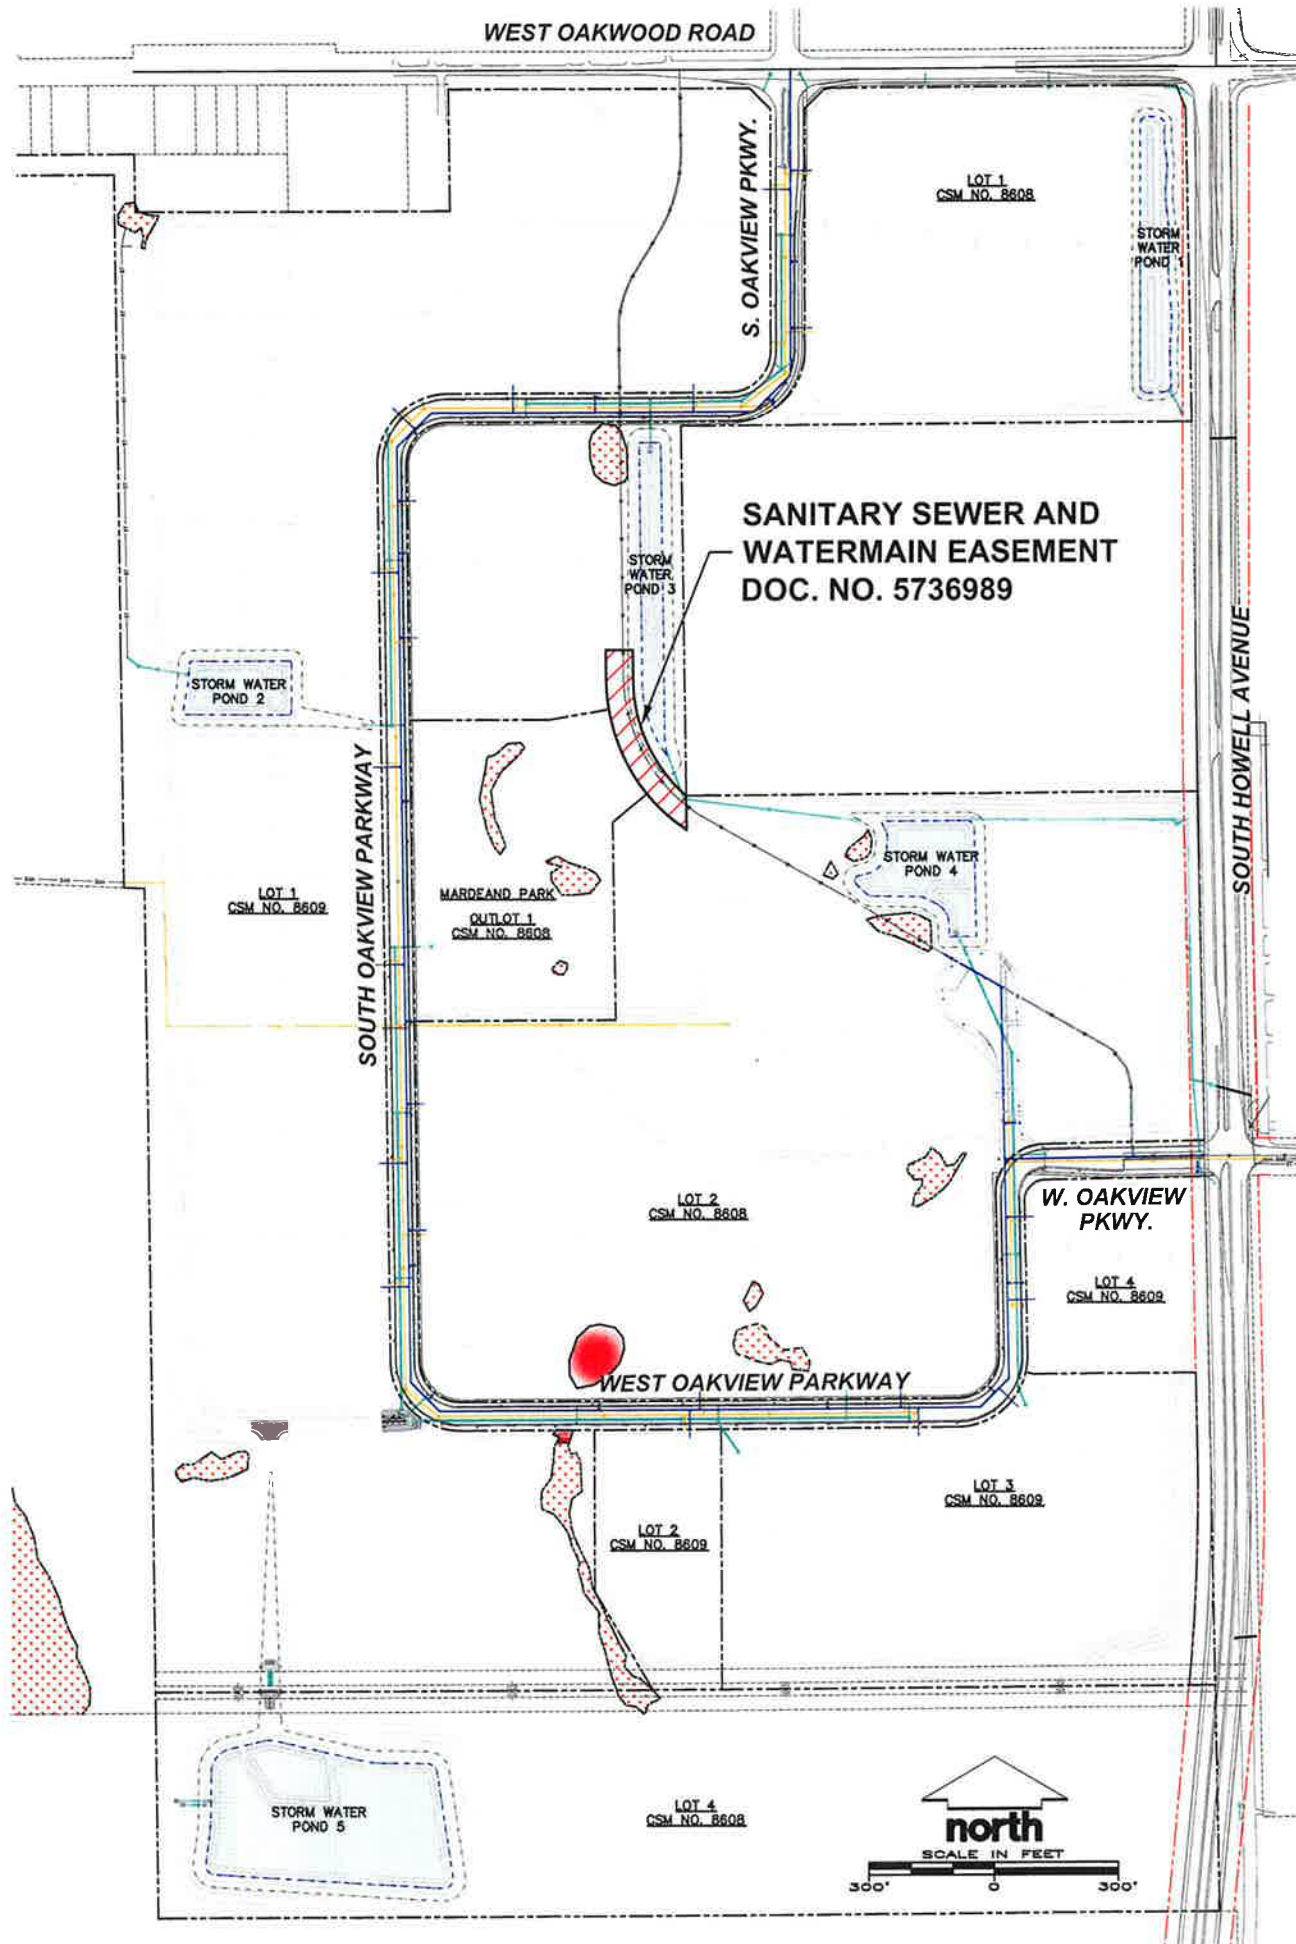 WEST OAKWOOD ROAD
S. OAKVIEW PKWY.
LOT 1
CSM NO. 8608
STORM
WATER
POND 1
SANITARY SEWER AND
WATERMAIN EASEMENT
DOC. NO. 5736989
STORM
WATER
POND 3
STORM WATER
POND 2
SOUTH HOWELL AVENUE
SOUTH OAKVIEW PARKWAY
STORM WATER
POND 4
LOT 1
CSM NO. 8609
MARDEAND PARK
OUTLOT 1
CSM NO. 8608
LOT 2
CSM NO. 8608
W. OAKVIEW
PKWY.
LOT 4
CSM NO. 8609
WEST OAKVIEW PARKWAY
LOT 3
CSM NO. 8609
LOT 2
CSM NO. 8609
STORM WATER
POND 5
LOT 4
CSM NO. 8608
north
SCALE IN FEET
300' 0 300'